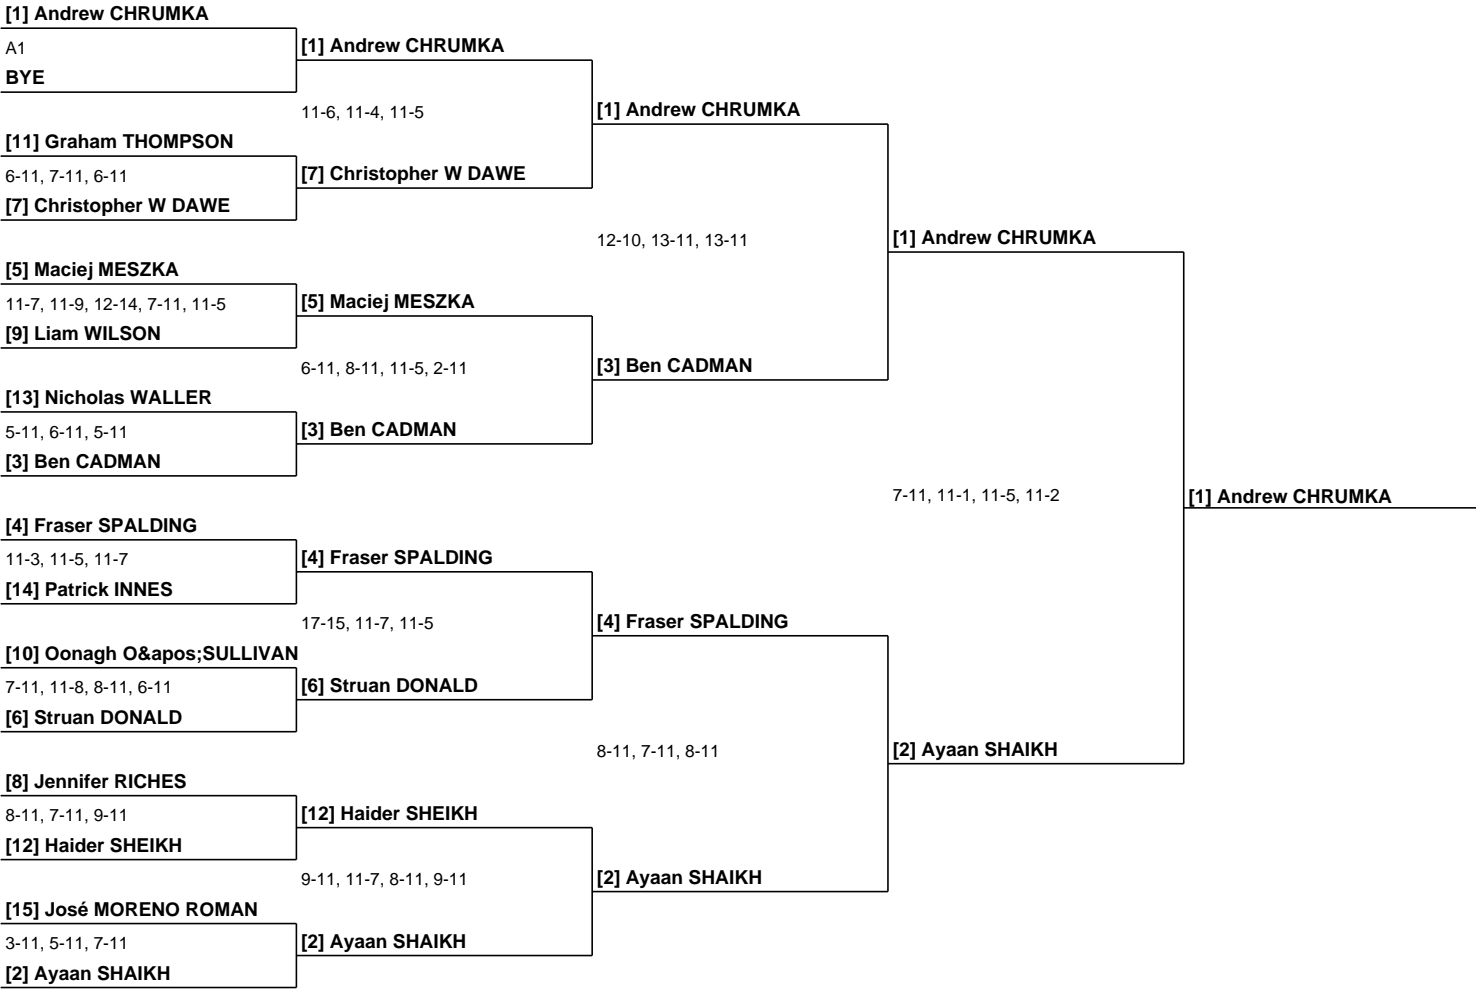 [1] Andrew CHRUMKA
A1
BYE
[11] Graham THOMPSON
6-11, 7-11, 6-11
[7] Christopher W DAWE
[5] Maciej MESZKA
11-7, 11-9, 12-14, 7-11, 11-5
[9] Liam WILSON
[13] Nicholas WALLER
5-11, 6-11, 5-11
[3] Ben CADMAN
[4] Fraser SPALDING
11-3, 11-5, 11-7
[14] Patrick INNES
[10] Oonagh O&apos;SULLIVAN
7-11, 11-8, 8-11, 6-11
[6] Struan DONALD
[8] Jennifer RICHES
8-11, 7-11, 9-11
[12] Haider SHEIKH
[15] José MORENO ROMAN
3-11, 5-11, 7-11
[2] Ayaan SHAIKH
[1] Andrew CHRUMKA
11-6, 11-4, 11-5
[7] Christopher W DAWE
[5] Maciej MESZKA
6-11, 8-11, 11-5, 2-11
[3] Ben CADMAN
[4] Fraser SPALDING
17-15, 11-7, 11-5
[6] Struan DONALD
[12] Haider SHEIKH
9-11, 11-7, 8-11, 9-11
[2] Ayaan SHAIKH
[1] Andrew CHRUMKA
12-10, 13-11, 13-11
[3] Ben CADMAN
[4] Fraser SPALDING
8-11, 7-11, 8-11
[2] Ayaan SHAIKH
[1] Andrew CHRUMKA
7-11, 11-1, 11-5, 11-2
[2] Ayaan SHAIKH
[1] Andrew CHRUMKA